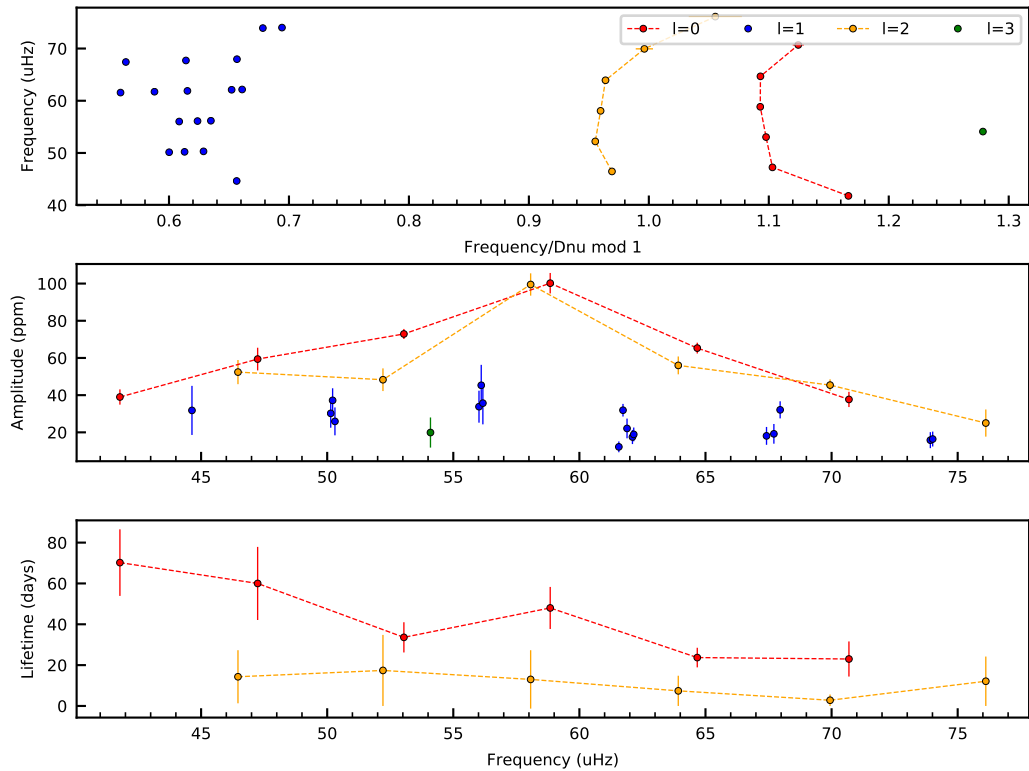 l=0 l=1 l=2 l=3
Frequency (uHz)
70
60
50
40
0.6 0.7 0.8 0.9 1.0 1.1 1.2 1.3
Frequency/Dnu mod 1
Amplitude (ppm)
100
80
60
40
20
45 50 55 60 65 70 75
Lifetime (days)
80
60
40
20
0
45 50 55 60 65 70 75
Frequency (uHz)